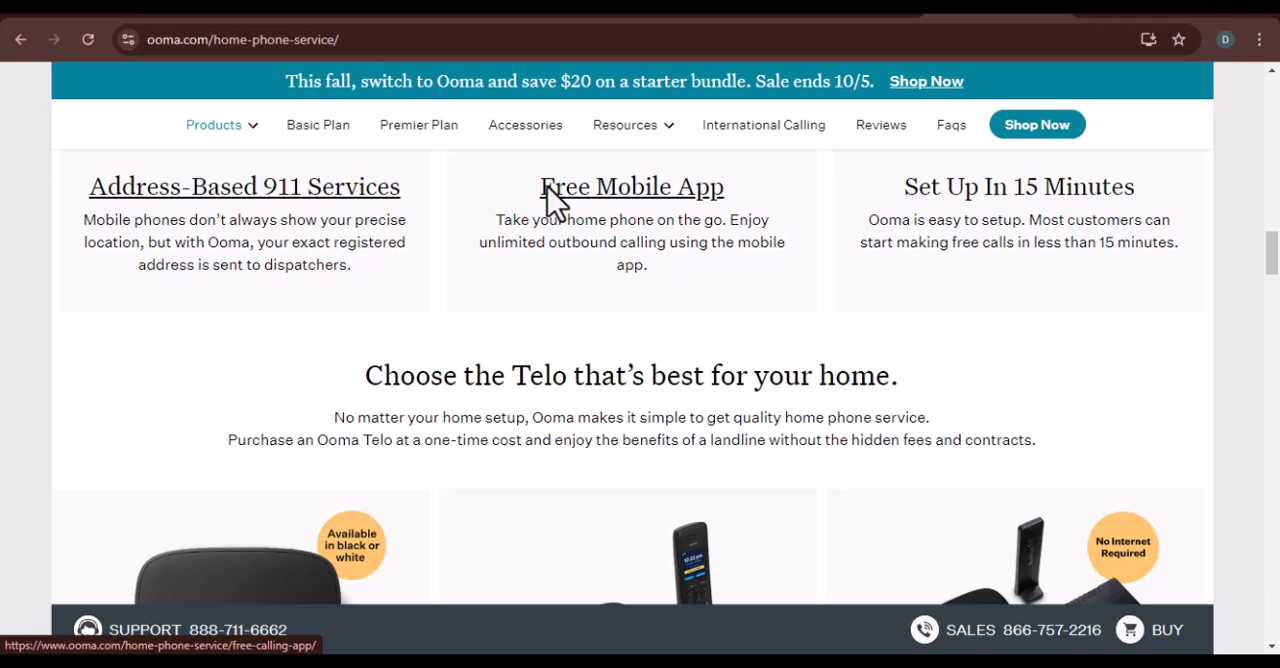 ooma.com/home-phone-service/
D
This fall, switch to Ooma and save $20 on a starter bundle. Sale ends 10/5. Shop Now
Products Basic Plan Premier Plan Accessories Resources International Calling Reviews Faqs Shop Now
Address-Based 911 Services
Mobile phones don't always show your precise
location, but with Ooma, your exact registered
address is sent to dispatchers.
Free Mobile App
Take your home phone on the go. Enjoy
unlimited outbound calling using the mobile
app.
Set Up In 15 Minutes
Ooma is easy to setup. Most customers can
start making free calls in less than 15 minutes.
Choose the Telo that's best for your home.
No matter your home setup, Ooma makes it simple to get quality home phone service.
Purchase an Ooma Telo at a one-time cost and enjoy the benefits of a landline without the hidden fees and contracts.
Available
in black or
white
No Internet
Required
SUPPORT 888-711-6662
SALES 866-757-2216
BUY
https://www.ooma.com/home-phone-service/free-calling-app/